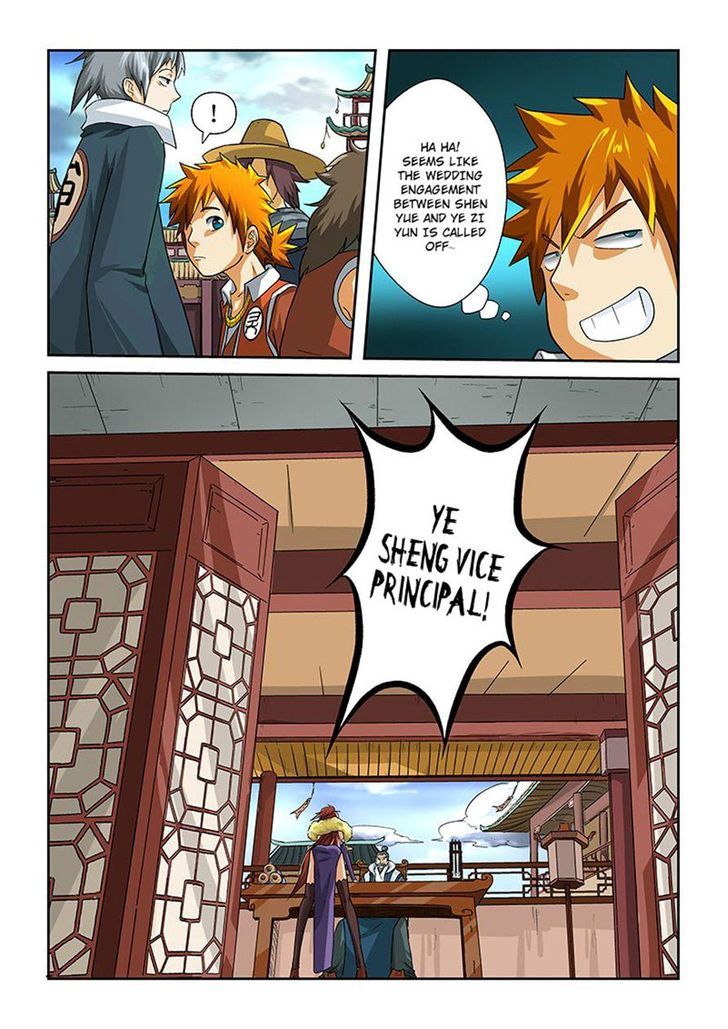 !
HA HA!
SEEMS LIKE
THE WEDDING
ENGAGEMENT
BETWEEN SHEN
YUE AND YE ZI
YUN IS CALLED
OFF~
YE
SHENG VICE
PRINCIPAL!